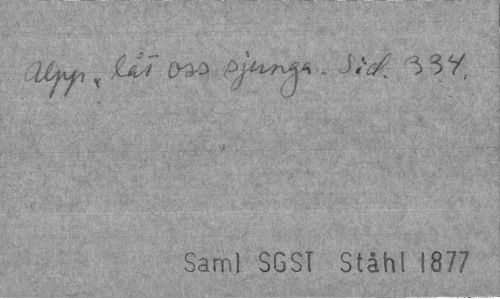 Upp, låt oss sjunga. Sid. 334.
Saml SGST Ståhl 1877